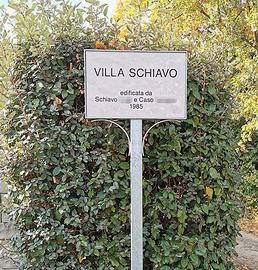 VILLA SCHIAVO
edificata da
Schiavo e Caso
1985